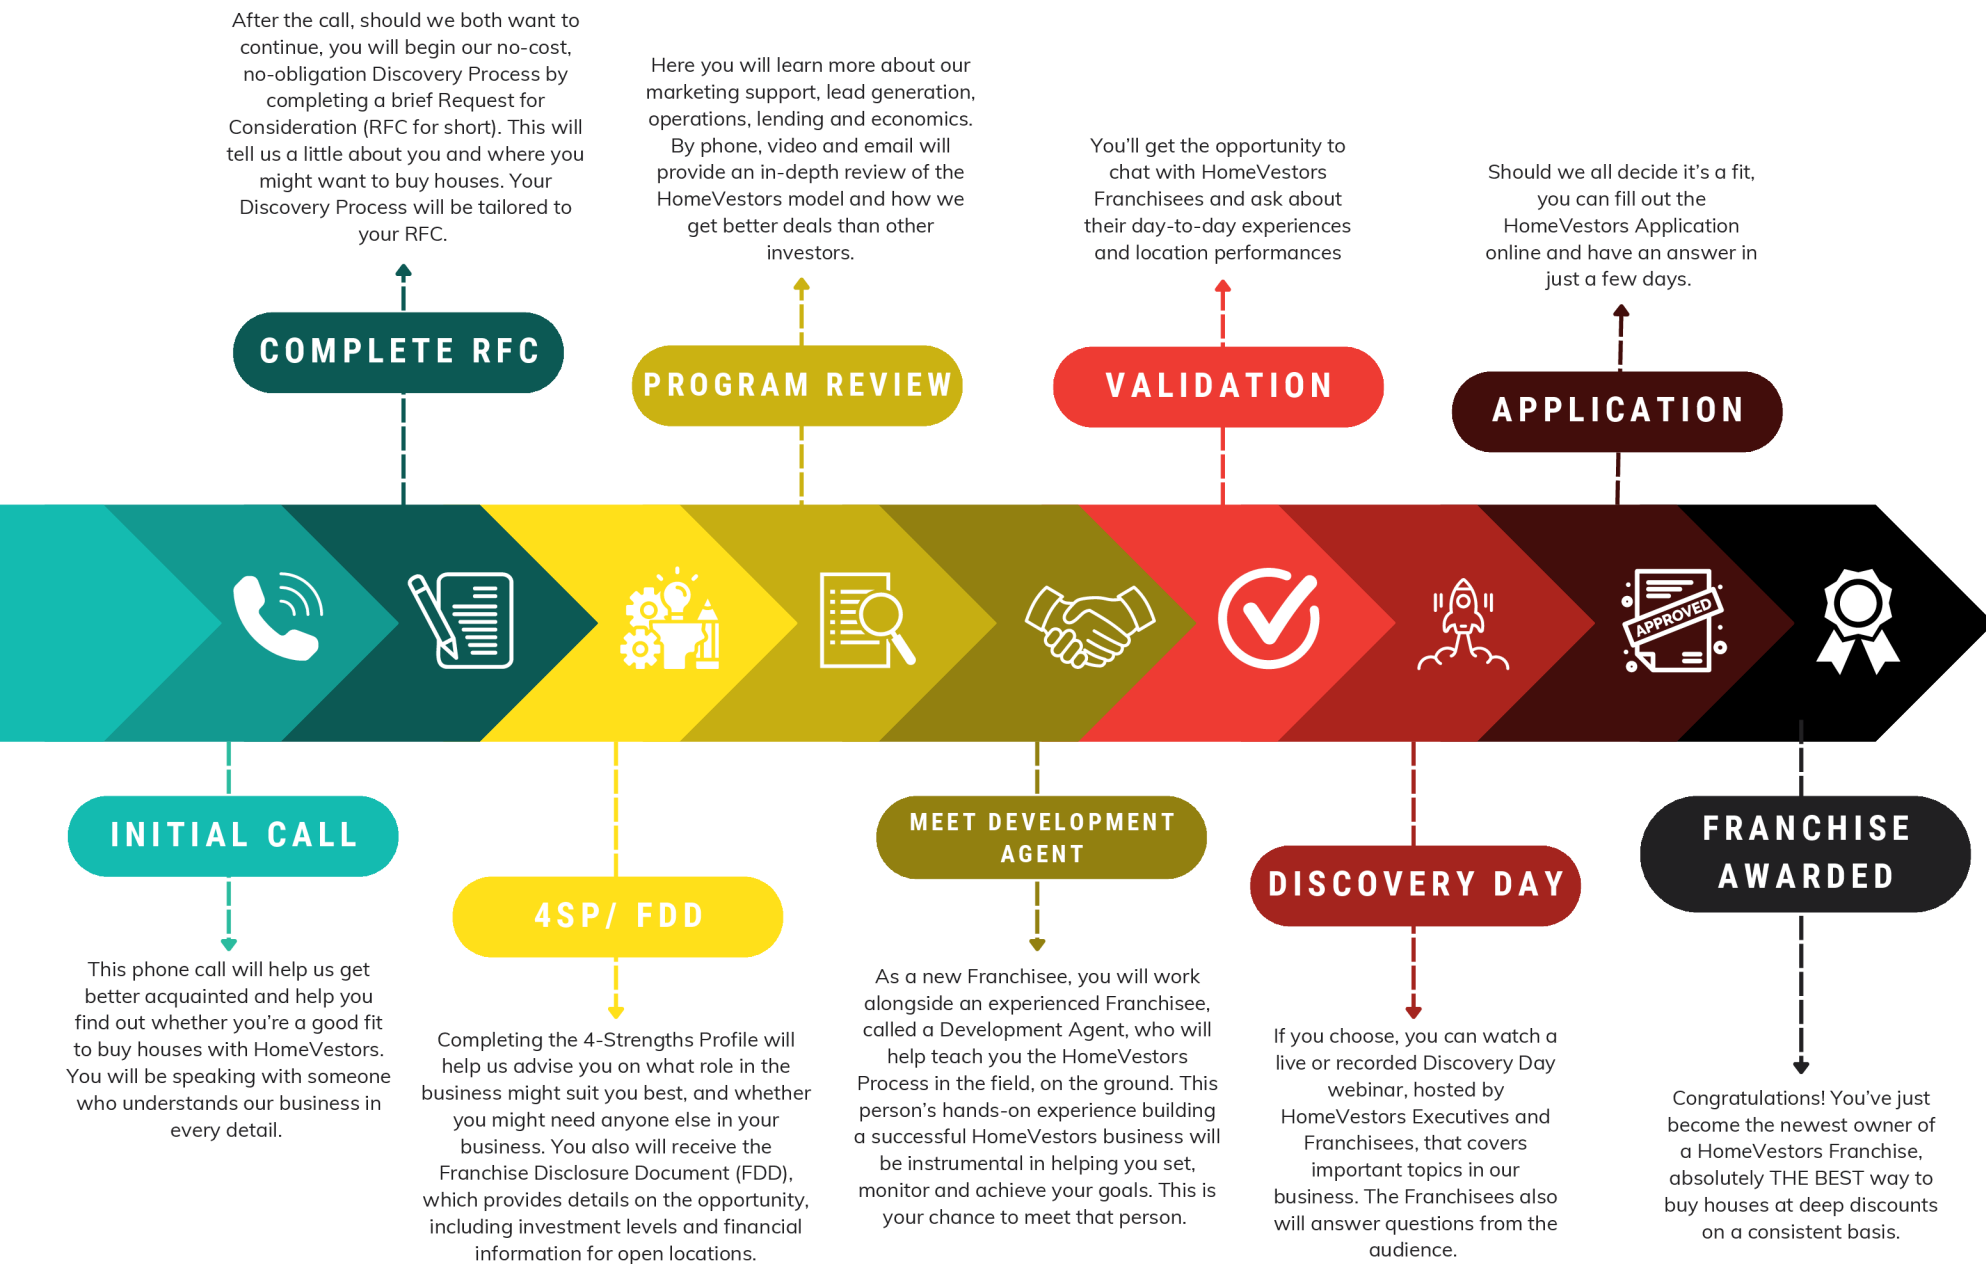 After the call, should we both want to
continue, you will begin our no-cost,
no-obligation Discovery Process by
completing a brief Request for
Consideration (RFC for short). This will
tell us a little about you and where you
might want to buy houses. Your
Discovery Process will be tailored to
your RFC.
COMPLETE RFC
Here you will learn more about our
marketing support, lead generation,
operations, lending and economics.
By phone, video and email will
provide an in-depth review of the
HomeVestors model and how we
get better deals than other
investors.
PROGRAM REVIEW
You'll get the opportunity to
chat with HomeVestors
Franchisees and ask about
their day-to-day experiences
and location performances
VALIDATION
Should we all decide it's a fit,
you can fill out the
HomeVestors Application
online and have an answer in
just a few days.
APPLICATION
APPROVED
INITIAL CALL
This phone call will help us get
better acquainted and help you
find out whether you're a good fit
to buy houses with HomeVestors.
You will be speaking with someone
who understands our business in
every detail.
4SP/ FDD
Completing the 4-Strengths Profile will
help us advise you on what role in the
business might suit you best, and whether
you might need anyone else in your
business. You also will receive the
Franchise Disclosure Document (FDD),
which provides details on the opportunity,
including investment levels and financial
information for open locations.
MEET DEVELOPMENT
AGENT
As a new Franchisee, you will work
alongside an experienced Franchisee,
called a Development Agent, who will
help teach you the HomeVestors
Process in the field, on the ground. This
person's hands-on experience building
a successful HomeVestors business will
be instrumental in helping you set,
monitor and achieve your goals. This is
your chance to meet that person.
DISCOVERY DAY
If you choose, you can watch a
live or recorded Discovery Day
webinar, hosted by
HomeVestors Executives and
Franchisees, that covers
important topics in our
business. The Franchisees also
will answer questions from the
audience.
FRANCHISE
AWARDED
Congratulations! You've just
become the newest owner of
a HomeVestors Franchise,
absolutely THE BEST way to
buy houses at deep discounts
on a consistent basis.